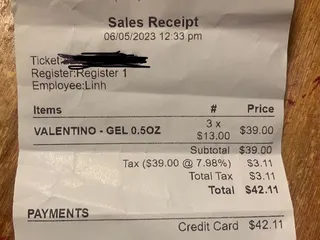 Sales Receipt
06/05/2023 12:33 pm
Ticket:
Register:Register 1
Employee:Linh
Items # Price
VALENTINO - GEL 0.5OZ 3 x $13.00 $39.00
Subtotal $39.00
Tax ($39.00 @ 7.98%) $3.11
Total Tax $3.11
Total $42.11
PAYMENTS
Credit Card $42.11